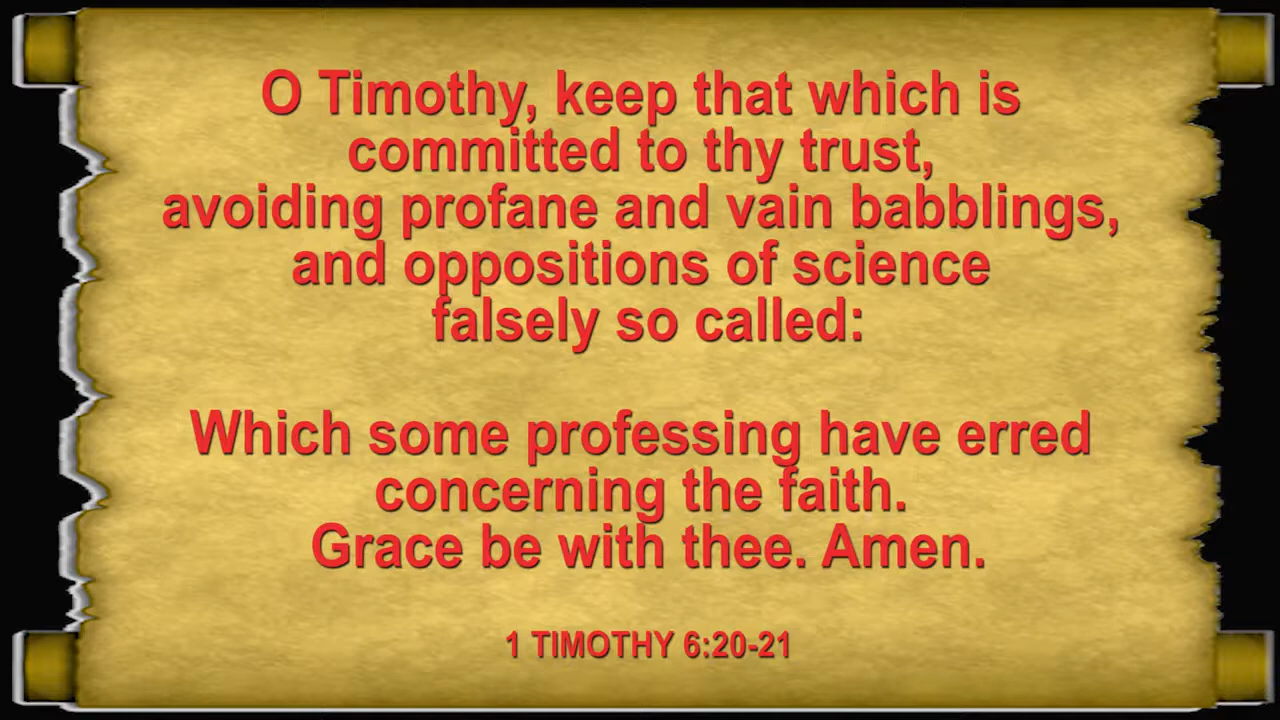 O Timothy, keep that which is
committed to thy trust,
avoiding profane and vain babblings,
and oppositions of science
falsely so called:
Which some professing have erred
concerning the faith.
Grace be with thee. Amen.
1 TIMOTHY 6:20-21